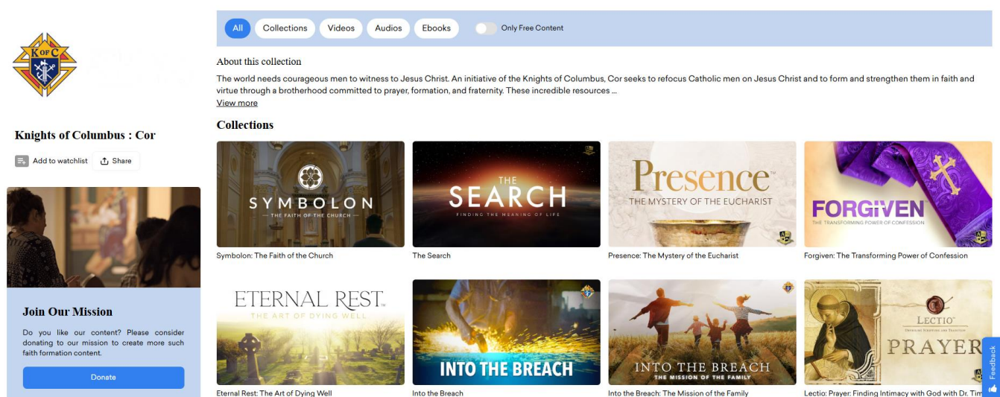 K OF C
Knights of Columbus : Cor
Add to watchlist
Share
Join Our Mission
Do you like our content? Please consider
donating to our mission to create more such
faith formation content.
Donate
All
Collections
Videos
Audios
Ebooks
Only Free Content
About this collection
The world needs courageous men to witness to Jesus Christ. An initiative of the Knights of Columbus, Cor seeks to refocus Catholic men on Jesus Christ and to form and strengthen them in faith and
virtue through a brotherhood committed to prayer, formation, and fraternity. These incredible resources ...
View more
Collections
SYMBOLON
THE FAITH OF THE CHURCH
Symbolon: The Faith of the Church
THE
SEARCH
FINDING THE MEANING OF LIFE
The Search
Presence™
THE MYSTERY OF THE EUCHARIST
Presence: The Mystery of the Eucharist
FORGIVEN
THE TRANSFORMING POWER OF CONFESSION
Forgiven: The Transforming Power of Confession
ETERNAL REST™
THE ART OF DYING WELL
Eternal Rest: The Art of Dying Well
INTO THE BREACH
Into the Breach
INTO THE BREACH
THE MISSION OF THE FAMILY
Into the Breach: The Mission of the Family
LECTIO™
PRAYER
Lectio: Prayer: Finding Intimacy with God with Dr. Tim
Feedback